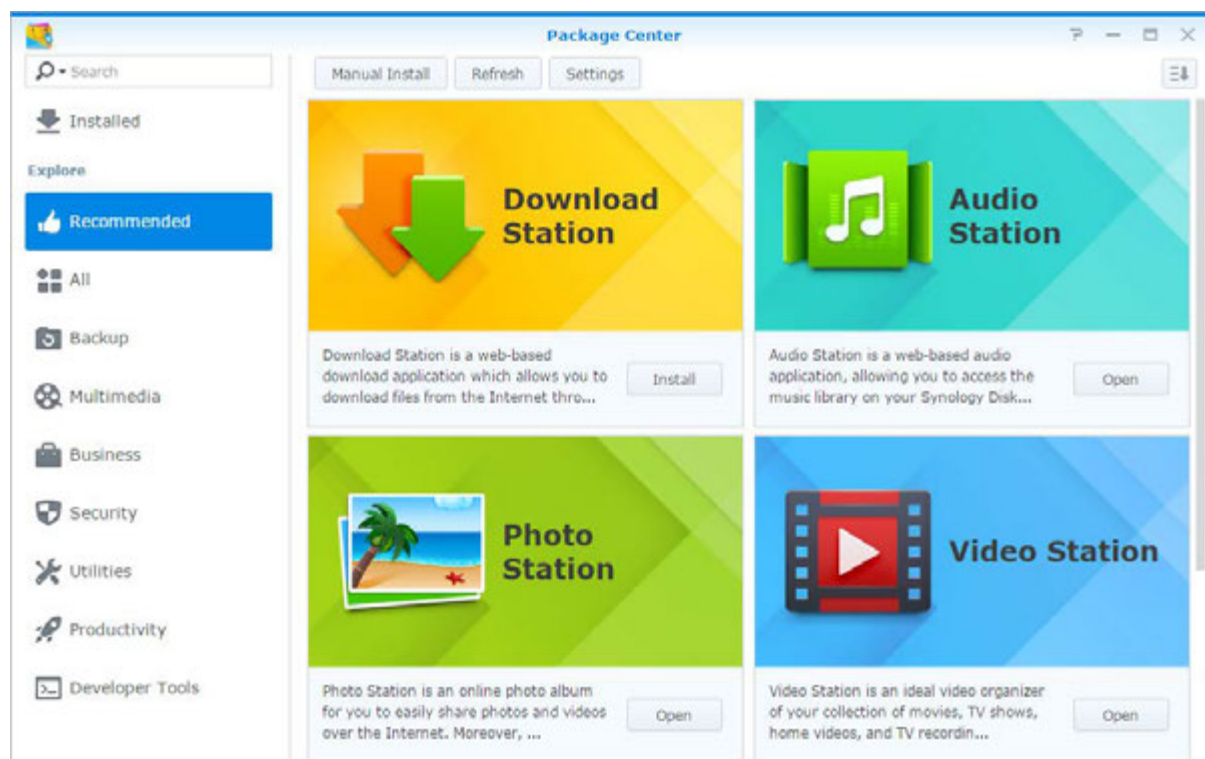 Package Center
Search
Manual Install
Refresh
Settings
Installed
Explore
Recommended
All
Backup
Multimedia
Business
Security
Utilities
Productivity
Developer Tools
Download
Station
Download Station is a web-based
download application which allows you to
download files from the Internet thro...
Install
Audio
Station
Audio Station is a web-based audio
application, allowing you to access the
music library on your Synology Disk...
Open
Photo
Station
Photo Station is an online photo album
for you to easily share photos and videos
over the Internet. Moreover, ...
Open
Video Station
Video Station is an ideal video organizer
of your collection of movies, TV shows,
home videos, and TV recordin...
Open